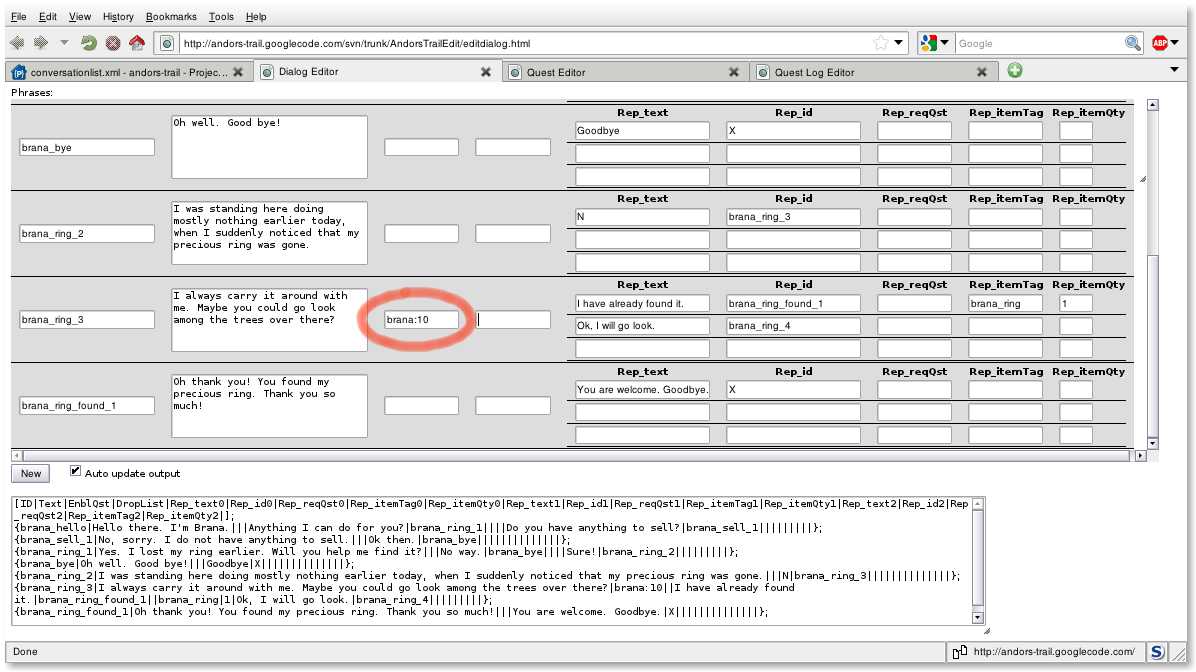 File Edit View History Bookmarks Tools Help
http://andors-trail.googlecode.com/svn/trunk/AndorsTrailEdit/editdialog.html Google ABP
conversationlist.xml - andors-trail - Projec... Dialog Editor Quest Editor Quest Log Editor
Phrases:
Rep_text Rep_id Rep_reqQst Rep_itemTag Rep_itemQty
brana_bye
Oh well. Good bye!
Goodbye X
Rep_text Rep_id Rep_reqQst Rep_itemTag Rep_itemQty
brana_ring_2
I was standing here doing
mostly nothing earlier today,
when I suddenly noticed that my
precious ring was gone.
N brana_ring_3
Rep_text Rep_id Rep_reqQst Rep_itemTag Rep_itemQty
brana_ring_3
I always carry it around with
me. Maybe you could go look
among the trees over there?
brana:10
I have already found it. brana_ring_found_1 brana_ring 1
Ok, I will go look. brana_ring_4
Rep_text Rep_id Rep_reqQst Rep_itemTag Rep_itemQty
brana_ring_found_1
Oh thank you! You found my
precious ring. Thank you so
much!
You are welcome. Goodbye. X
New Auto update output
[ID|Text|EnblQst|DropList|Rep_text0|Rep_id0|Rep_reqQst0|Rep_itemTag0|Rep_itemQty0|Rep_text1|Rep_id1|Rep_reqQst1|Rep_itemTag1|Rep_itemQty1|Rep_text2|Rep_id2|Rep
_reqQst2|Rep_itemTag2|Rep_itemQty2|];
{brana_hello|Hello there. I'm Brana.|||Anything I can do for you?|brana_ring_1||||Do you have anything to sell?|brana_sell_1|||||||||};
{brana_sell_1|No, sorry. I do not have anything to sell.|||Ok then.|brana_bye||||||||||||||};
{brana_ring_1|Yes. I lost my ring earlier. Will you help me find it?|||No way.|brana_bye||||Sure!|brana_ring_2|||||||||};
{brana_bye|Oh well. Good bye!|||Goodbye|X||||||||||||||};
{brana_ring_2|I was standing here doing mostly nothing earlier today, when I suddenly noticed that my precious ring was gone.|||N|brana_ring_3||||||||||||||};
{brana_ring_3|I always carry it around with me. Maybe you could go look among the trees over there?|brana:10||I have already found
it.|brana_ring_found_1||brana_ring|1|Ok, I will go look.|brana_ring_4|||||||||};
{brana_ring_found_1|Oh thank you! You found my precious ring. Thank you so much!|||You are welcome. Goodbye.|X||||||||||||||};
Done http://andors-trail.googlecode.com/ S